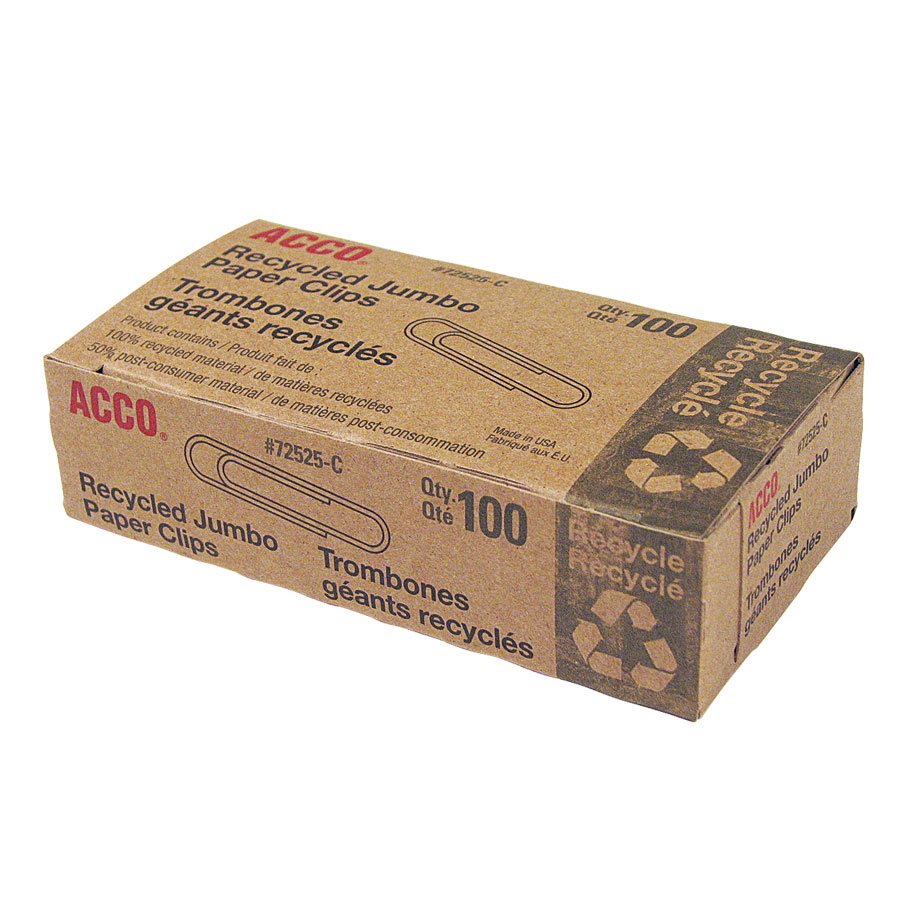 ACCO®
Recycled Jumbo
Paper Clips
#72525-C
Trombones
géants recyclés
Product contains / Produit fait de :
100% recycled material / de matières recyclées
50% post-consumer material / de matières post-consommation
Qty.
Qté 100
Made in USA
Fabriqué aux É.U.
Recycle
Recyclé
ACCO®
#72525-C
Recycled Jumbo
Paper Clips
Trombones
géants recyclés
Qty.
Qté 100
Recycle
Recyclé
ACCO
#72525-C
Recycled Jumbo
Paper Clips
Trombones
géants recyclés